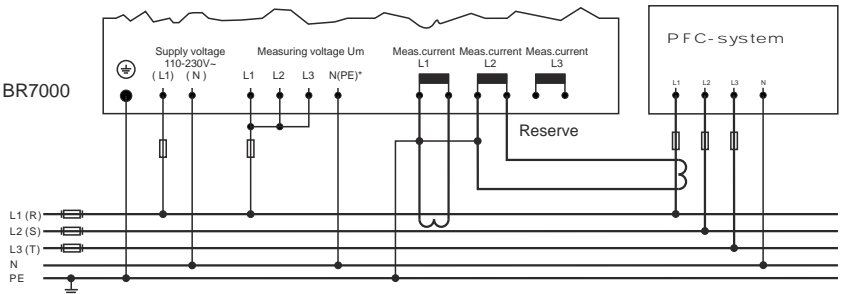 PFC-system
Supply voltage
110-230V~
( L1) ( N )
Measuring voltage Um
L1 L2 L3 N(PE)*
Meas.current Meas.current Meas.current
L1 L2 L3
L1 L2 L3 N
BR7000
Reserve
L1 (R)
L2 (S)
L3 (T)
N
PE